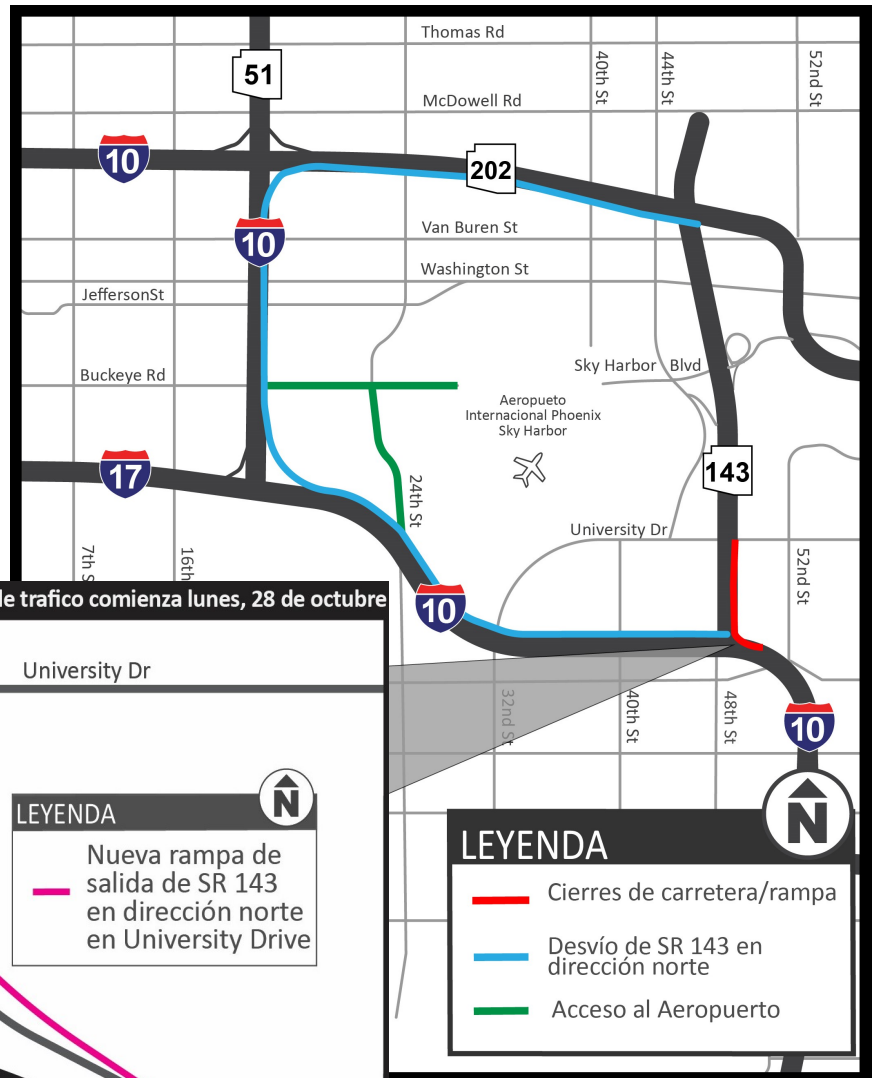 Thomas Rd
51
40th St
44th St
52nd St
McDowell Rd
10
202
10
Van Buren St
Washington St
JeffersonSt
Buckeye Rd
Sky Harbor Blvd
Aeropueto
Internacional Phoenix
Sky Harbor
17
143
24th St
University Dr
7th S
16th
52nd St
10
de trafico comienza lunes, 28 de octubre
University Dr
32nd St
40th St
48th St
10
N
LEYENDA
Nueva rampa de
salida de SR 143
en dirección norte
en University Drive
N
LEYENDA
Cierres de carretera/rampa
Desvío de SR 143 en
dirección norte
Acceso al Aeropuerto